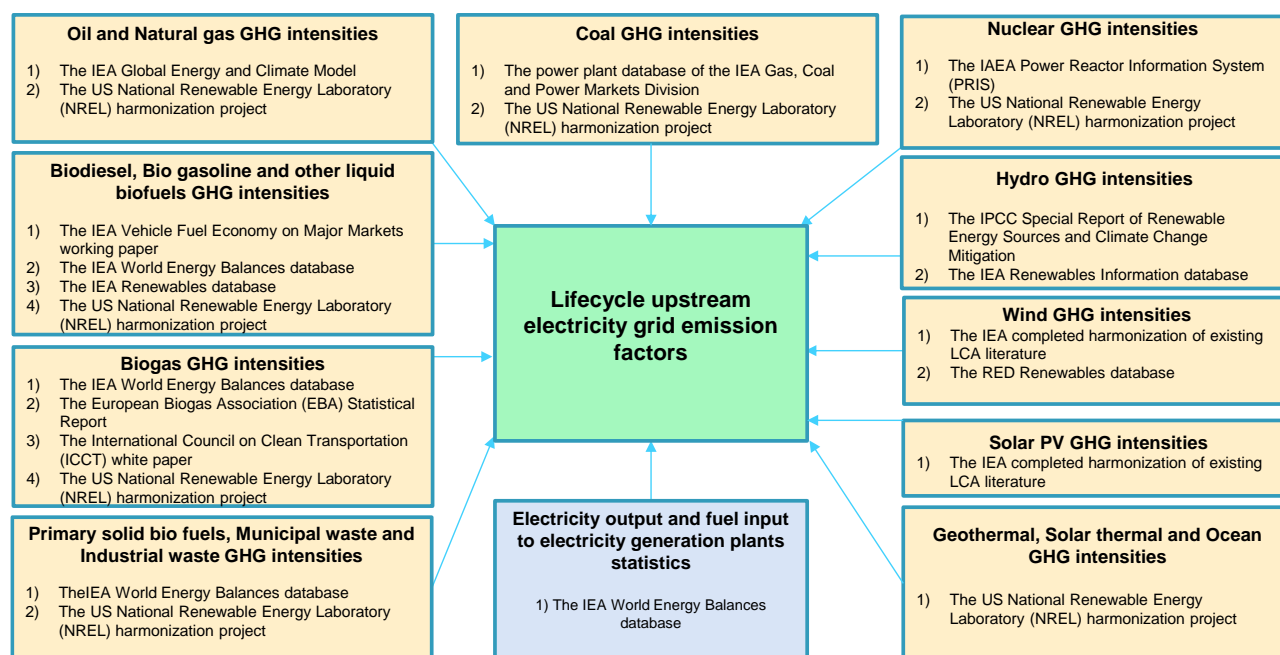 Oil and Natural gas GHG intensities
1) The IEA Global Energy and Climate Model
2) The US National Renewable Energy Laboratory
(NREL) harmonization project
Coal GHG intensities
1) The power plant database of the IEA Gas, Coal
and Power Markets Division
2) The US National Renewable Energy Laboratory
(NREL) harmonization project
Nuclear GHG intensities
1) The IAEA Power Reactor Information System
(PRIS)
2) The US National Renewable Energy
Laboratory (NREL) harmonization project
Biodiesel, Bio gasoline and other liquid
biofuels GHG intensities
1) The IEA Vehicle Fuel Economy on Major Markets
working paper
2) The IEA World Energy Balances database
3) The IEA Renewables database
4) The US National Renewable Energy Laboratory
(NREL) harmonization project
Hydro GHG intensities
1) The IPCC Special Report of Renewable
Energy Sources and Climate Change
Mitigation
2) The IEA Renewables Information database
Lifecycle upstream
electricity grid emission
factors
Wind GHG intensities
1) The IEA completed harmonization of existing
LCA literature
2) The RED Renewables database
Biogas GHG intensities
1) The IEA World Energy Balances database
2) The European Biogas Association (EBA) Statistical
Report
3) The International Council on Clean Transportation
(ICCT) white paper
4) The US National Renewable Energy Laboratory
(NREL) harmonization project
Solar PV GHG intensities
1) The IEA completed harmonization of existing
LCA literature
Primary solid bio fuels, Municipal waste and
Industrial waste GHG intensities
1) TheIEA World Energy Balances database
2) The US National Renewable Energy Laboratory
(NREL) harmonization project
Electricity output and fuel input
to electricity generation plants
statistics
1) The IEA World Energy Balances
database
Geothermal, Solar thermal and Ocean
GHG intensities
1) The US National Renewable Energy
Laboratory (NREL) harmonization project